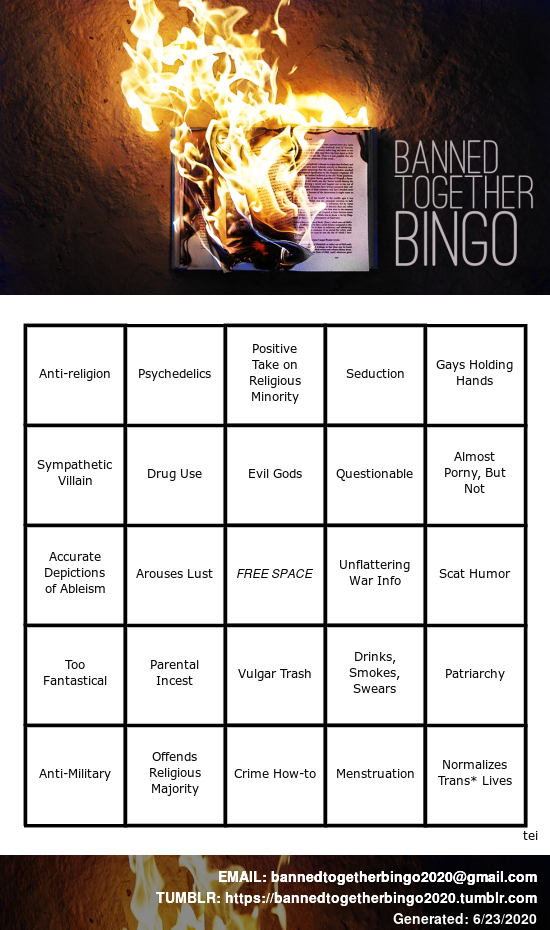 BANNED
TOGETHER
BINGO
Anti-religion
Psychedelics
Positive
Take on
Religious
Minority
Seduction
Gays Holding
Hands
Sympathetic
Villain
Drug Use
Evil Gods
Questionable
Almost
Porny, But
Not
Accurate
Depictions
of Ableism
Arouses Lust
FREE SPACE
Unflattering
War Info
Scat Humor
Too
Fantastical
Parental
Incest
Vulgar Trash
Drinks,
Smokes,
Swears
Patriarchy
Anti-Military
Offends
Religious
Majority
Crime How-to
Menstruation
Normalizes
Trans* Lives
tei
EMAIL: bannedtogetherbingo2020@gmail.com
TUMBLR: https://bannedtogetherbingo2020.tumblr.com
Generated: 6/23/2020